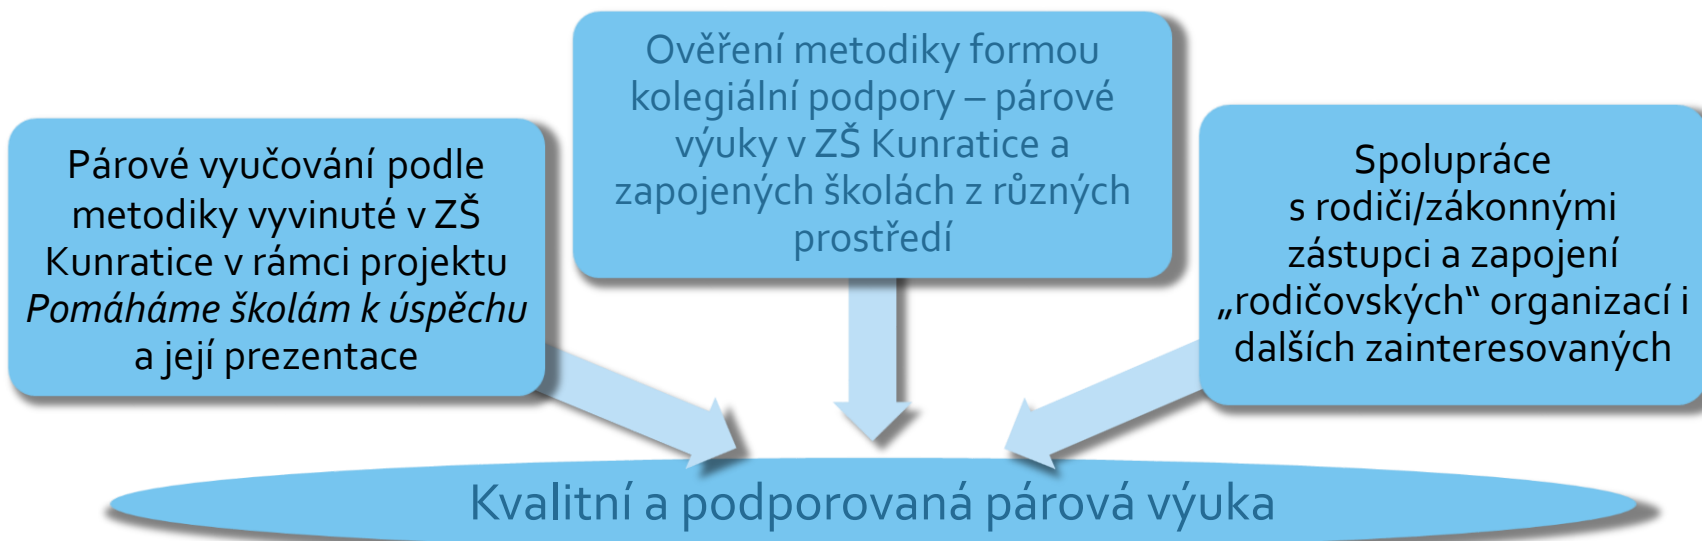 Párové vyučování podle
metodiky vyvinuté v ZŠ
Kunratice v rámci projektu
Pomáháme školám k úspěchu
a její prezentace
Ověření metodiky formou
kolegiální podpory – párové
výuky v ZŠ Kunratice a
zapojených školách z různých
prostředí
Spolupráce
s rodiči/zákonnými
zástupci a zapojení
„rodičovských“ organizací i
dalších zainteresovaných
Kvalitní a podporovaná párová výuka